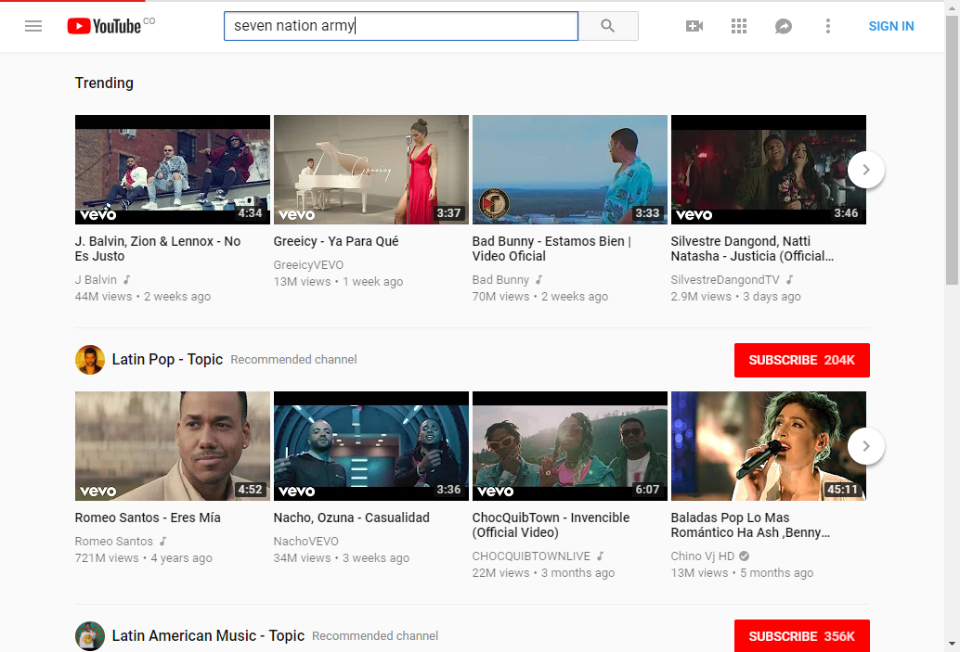 YouTube CO
seven nation army
SIGN IN
Trending
vevo 4:34
vevo 3:37
3:33
vevo 3:46
J. Balvin, Zion & Lennox - No
Es Justo
J Balvin
44M views • 2 weeks ago
Greeicy - Ya Para Qué
GreeicyVEVO
13M views • 1 week ago
Bad Bunny - Estamos Bien |
Video Oficial
Bad Bunny
70M views • 2 weeks ago
Silvestre Dangond, Natti
Natasha - Justicia (Official...
SilvestreDangondTV
2.9M views • 3 days ago
Latin Pop - Topic Recommended channel
SUBSCRIBE 204K
vevo 4:52
vevo 3:36
vevo 6:07
45:11
Romeo Santos - Eres Mía
Romeo Santos
721M views • 4 years ago
Nacho, Ozuna - Casualidad
NachoVEVO
34M views • 3 weeks ago
ChocQuibTown - Invencible
(Official Video)
CHOCQUIBTOWNLIVE
22M views • 3 months ago
Baladas Pop Lo Mas
Romántico Ha Ash ,Benny...
Chino Vj HD
13M views • 5 months ago
Latin American Music - Topic Recommended channel
SUBSCRIBE 356K